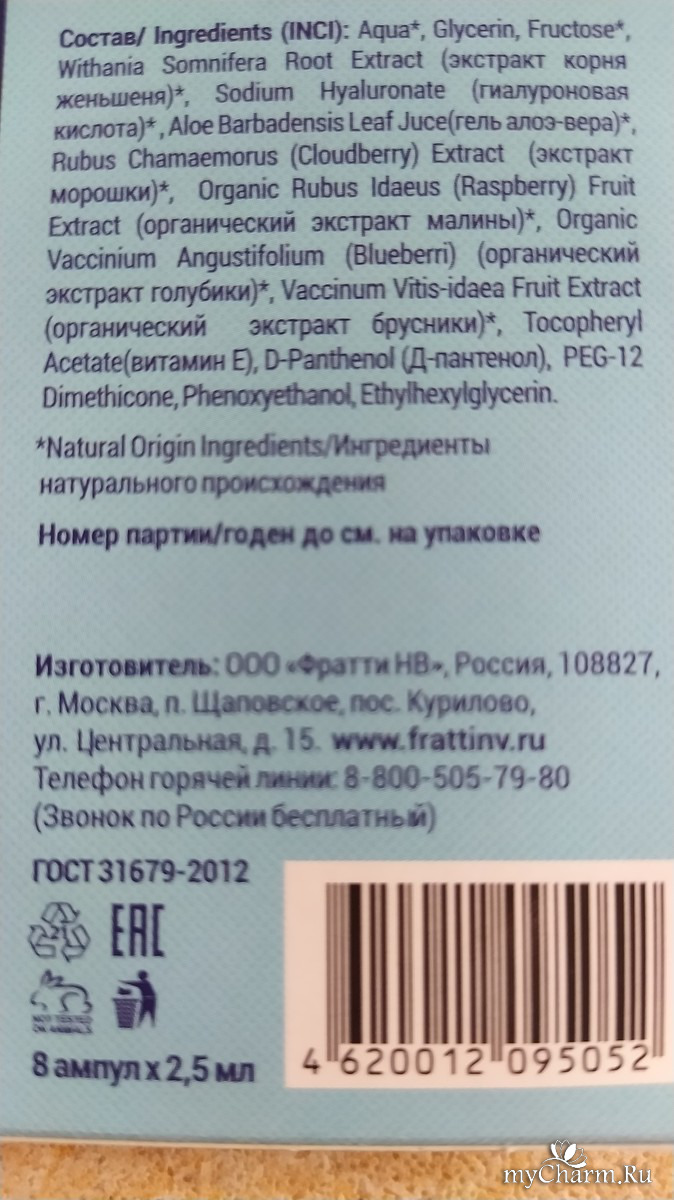 Состав/ Ingredients (INCI): Aqua*, Glycerin, Fructose*,
Withania Somnifera Root Extract (экстракт корня
женьшеня)*, Sodium Hyaluronate (гиалуроновая
кислота)*, Aloe Barbadensis Leaf Juce(гель алоэ-вера)*,
Rubus Chamaemorus (Cloudberry) Extract (экстракт
морошки)*, Organic Rubus Idaeus (Raspberry) Fruit
Extract (органический экстракт малины)*, Organic
Vaccinium Angustifolium (Blueberri) (органический
экстракт голубики)*, Vaccinum Vitis-idaea Fruit Extract
(органический экстракт брусники)*, Tocopheryl
Acetate(витамин Е), D-Panthenol (Д-пантенол), PEG-12
Dimethicone, Phenoxyethanol, Ethylhexylglycerin.
*Natural Origin Ingredients/Ингредиенты
натурального происхождения
Номер партии/годен до см. на упаковке
Изготовитель: ООО «Фратти НВ», Россия, 108827,
г. Москва, п. Щаповское, пос. Курилово,
ул. Центральная, д. 15. www.frattinv.ru
Телефон горячей линии: 8-800-505-79-80
(Звонок по России бесплатный)
ГОСТ 31679-2012
21 EAC
NOT TESTED
ON ANIMALS
8 ампул х 2,5 мл
4 620012 095052
myCharm.Ru